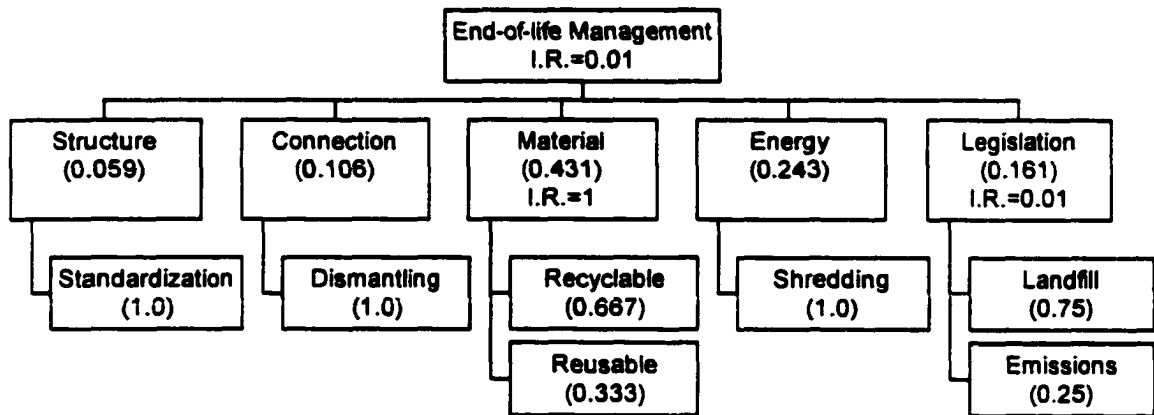 End-of-life Management
I.R.=0.01
Structure
(0.059)
Connection
(0.106)
Material
(0.431)
I.R.=1
Energy
(0.243)
Legislation
(0.161)
I.R.=0.01
Standardization
(1.0)
Dismantling
(1.0)
Recyclable
(0.667)
Shredding
(1.0)
Landfill
(0.75)
Reusable
(0.333)
Emissions
(0.25)